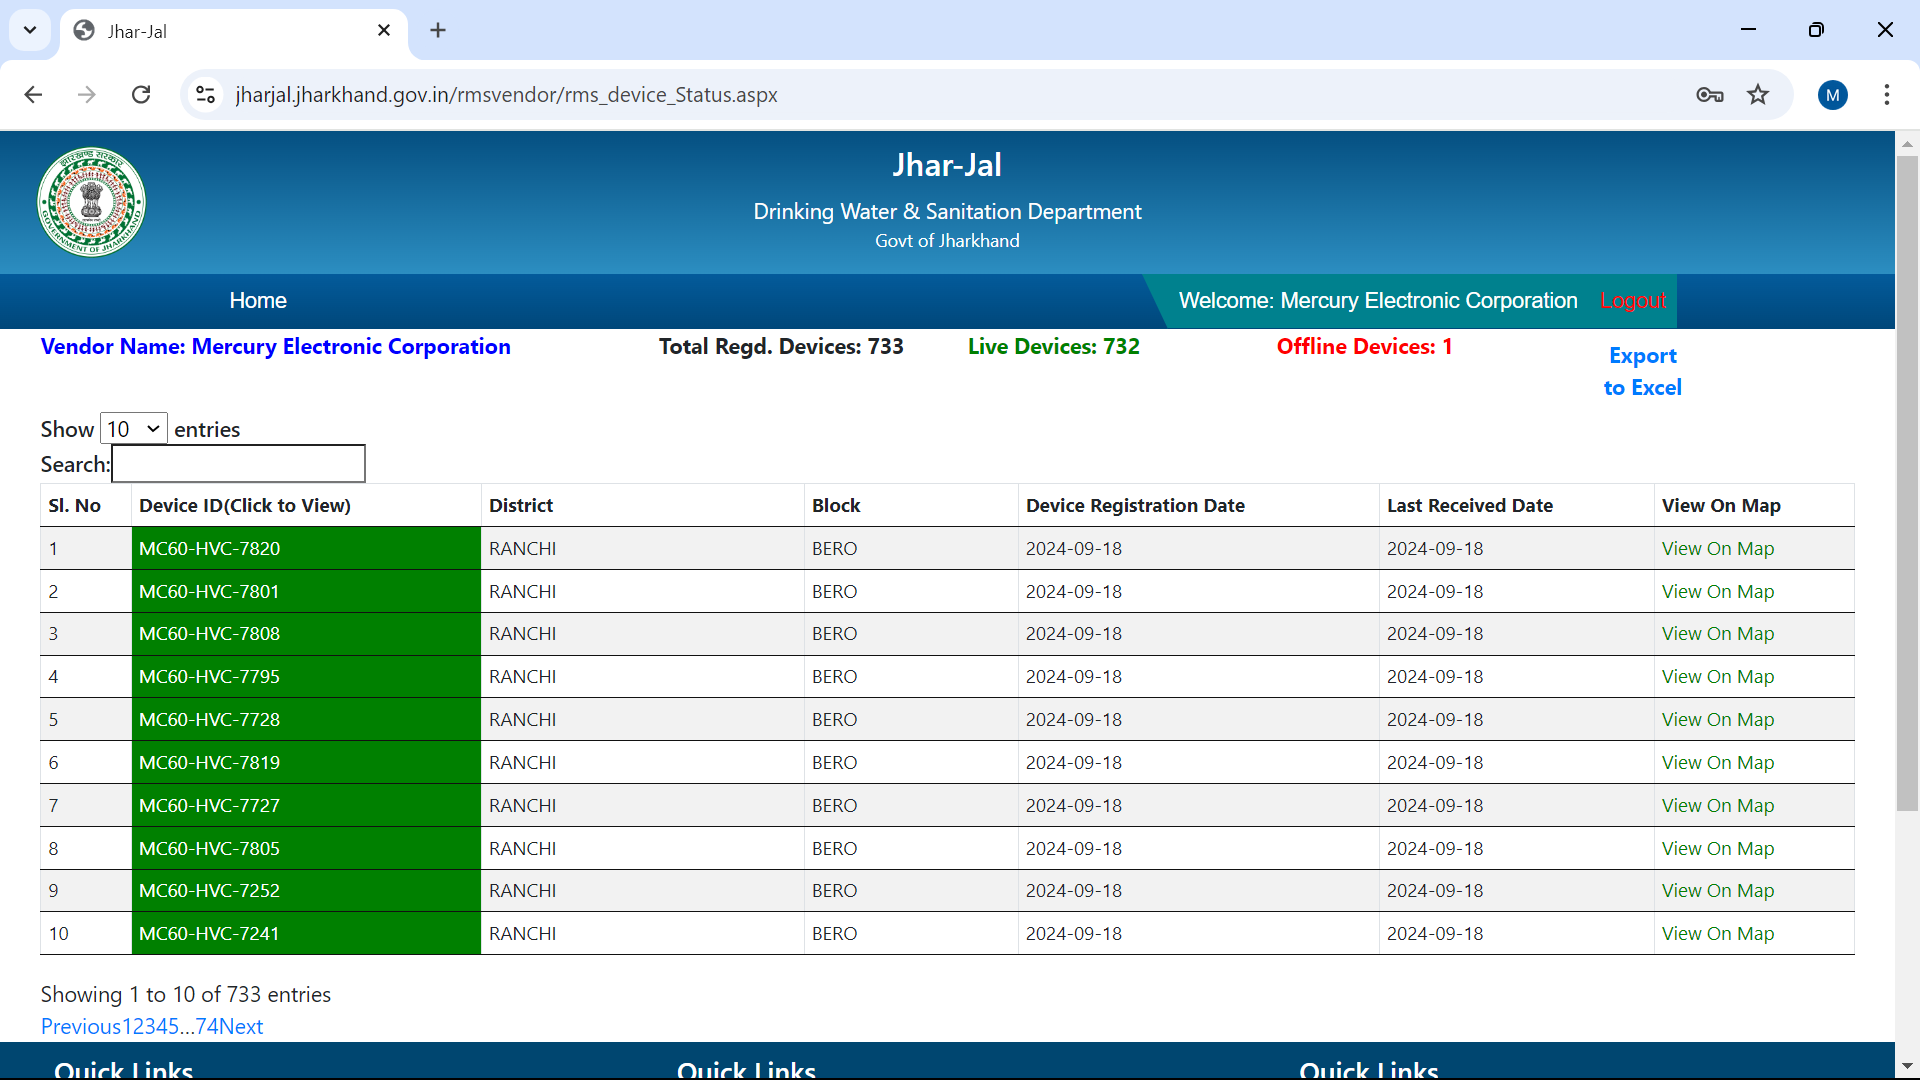 Jhar-Jal
jharjal.jharkhand.gov.in/rmsvendor/rms_device_Status.aspx
M
झारखण्ड सरकार
GOVERNMENT OF JHARKHAND
Jhar-Jal
Drinking Water & Sanitation Department
Govt of Jharkhand
Home
Welcome: Mercury Electronic Corporation Logout
Vendor Name: Mercury Electronic Corporation Total Regd. Devices: 733 Live Devices: 732 Offline Devices: 1 Export
to Excel
Show 10 entries
Search:
Sl. No Device ID(Click to View) District Block Device Registration Date Last Received Date View On Map
1 MC60-HVC-7820 RANCHI BERO 2024-09-18 2024-09-18 View On Map
2 MC60-HVC-7801 RANCHI BERO 2024-09-18 2024-09-18 View On Map
3 MC60-HVC-7808 RANCHI BERO 2024-09-18 2024-09-18 View On Map
4 MC60-HVC-7795 RANCHI BERO 2024-09-18 2024-09-18 View On Map
5 MC60-HVC-7728 RANCHI BERO 2024-09-18 2024-09-18 View On Map
6 MC60-HVC-7819 RANCHI BERO 2024-09-18 2024-09-18 View On Map
7 MC60-HVC-7727 RANCHI BERO 2024-09-18 2024-09-18 View On Map
8 MC60-HVC-7805 RANCHI BERO 2024-09-18 2024-09-18 View On Map
9 MC60-HVC-7252 RANCHI BERO 2024-09-18 2024-09-18 View On Map
10 MC60-HVC-7241 RANCHI BERO 2024-09-18 2024-09-18 View On Map
Showing 1 to 10 of 733 entries
Previous12345...74Next
Quick Links Quick Links Quick Links